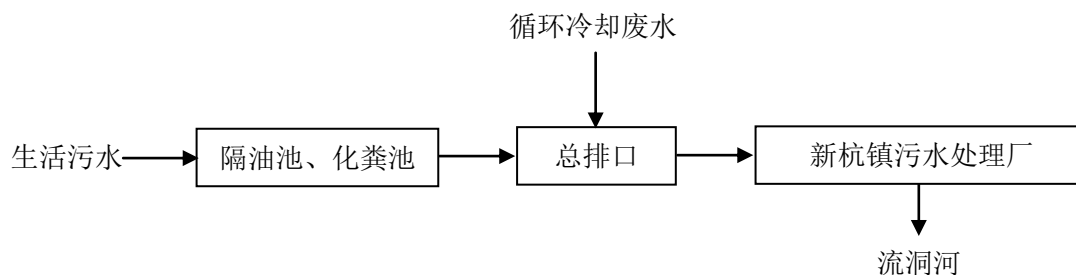 循环冷却废水
生活污水
隔油池、化粪池
总排口
新杭镇污水处理厂
流洞河